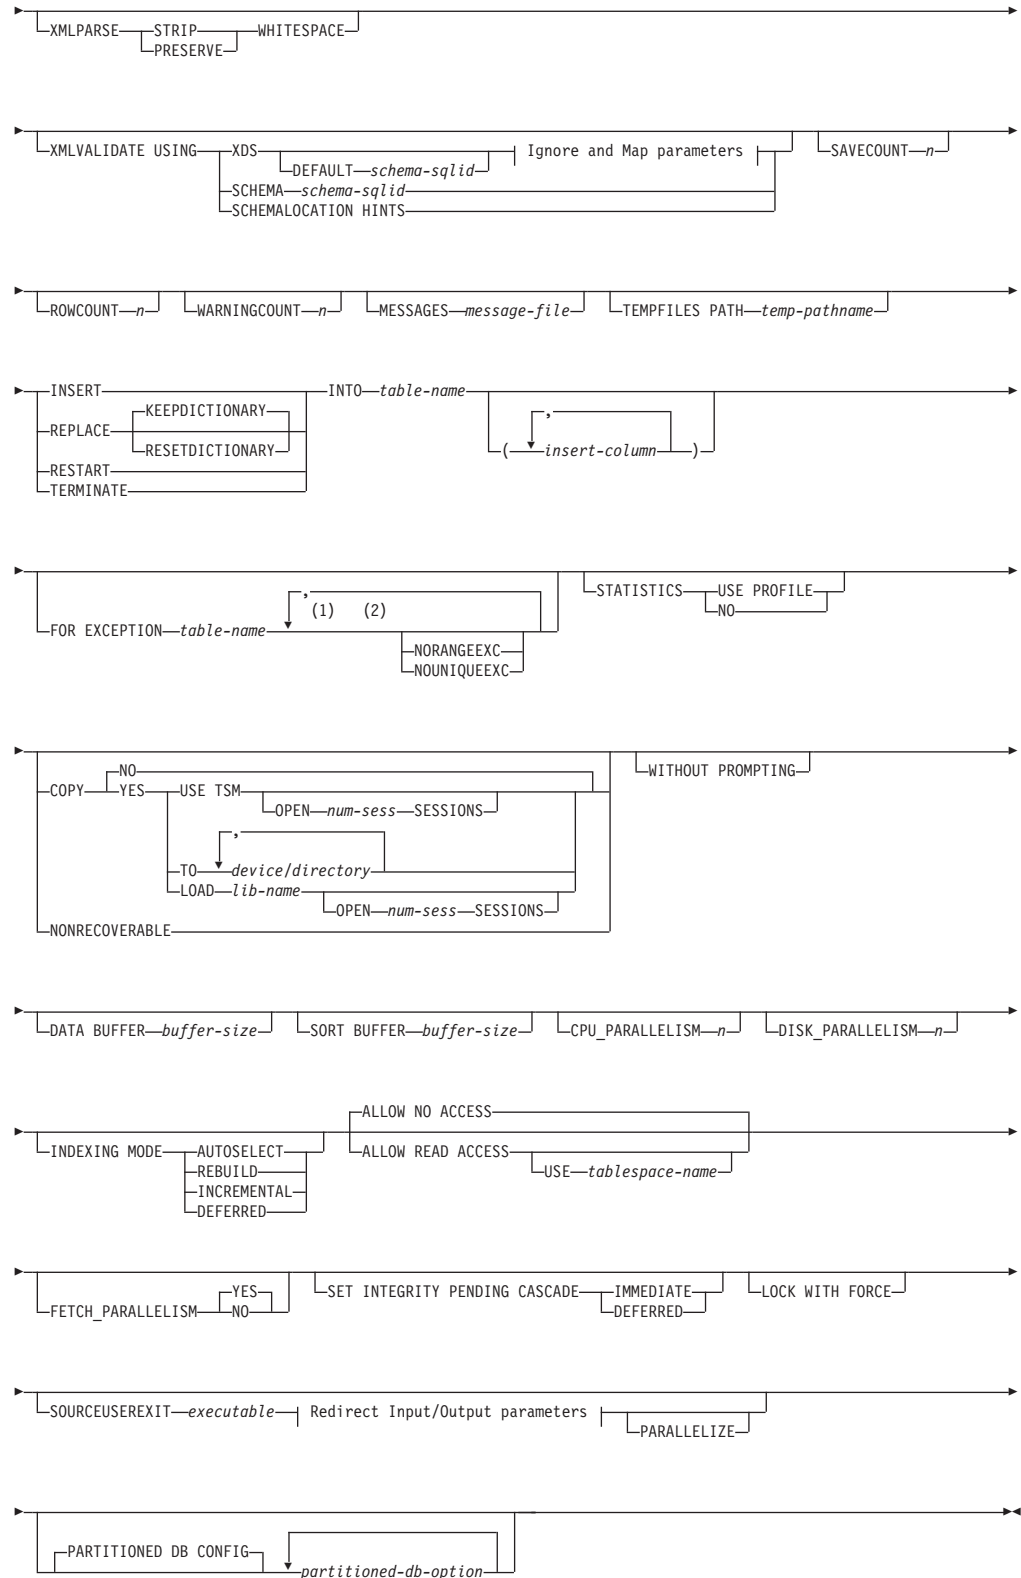 XMLPARSE STRIP WHITESPACE
PRESERVE
XMLVALIDATE USING XDS Ignore and Map parameters SAVECOUNT n
DEFAULT schema-sqlid
SCHEMA schema-sqlid
SCHEMALOCATION HINTS
ROWCOUNT n WARNINGCOUNT n MESSAGES message-file TEMPFILES PATH temp-pathname
INSERT INTO table-name
KEEPDICTIONARY ,
REPLACE
RESETDICTIONARY ( insert-column )
RESTART
TERMINATE
, STATISTICS USE PROFILE
(1) (2) NO
FOR EXCEPTION table-name
NORANGEEXC
NOUNIQUEEXC
NO WITHOUT PROMPTING
COPY YES USE TSM
OPEN num-sess SESSIONS
,
TO device/directory
LOAD lib-name
OPEN num-sess SESSIONS
NONRECOVERABLE
DATA BUFFER buffer-size SORT BUFFER buffer-size CPU_PARALLELISM n DISK_PARALLELISM n
ALLOW NO ACCESS
INDEXING MODE AUTOSELECT ALLOW READ ACCESS
REBUILD USE tablespace-name
INCREMENTAL
DEFERRED
YES SET INTEGRITY PENDING CASCADE IMMEDIATE LOCK WITH FORCE
FETCH_PARALLELISM NO DEFERRED
SOURCEUSEREXIT executable Redirect Input/Output parameters
PARALLELIZE
PARTITIONED DB CONFIG
partitioned-db-option